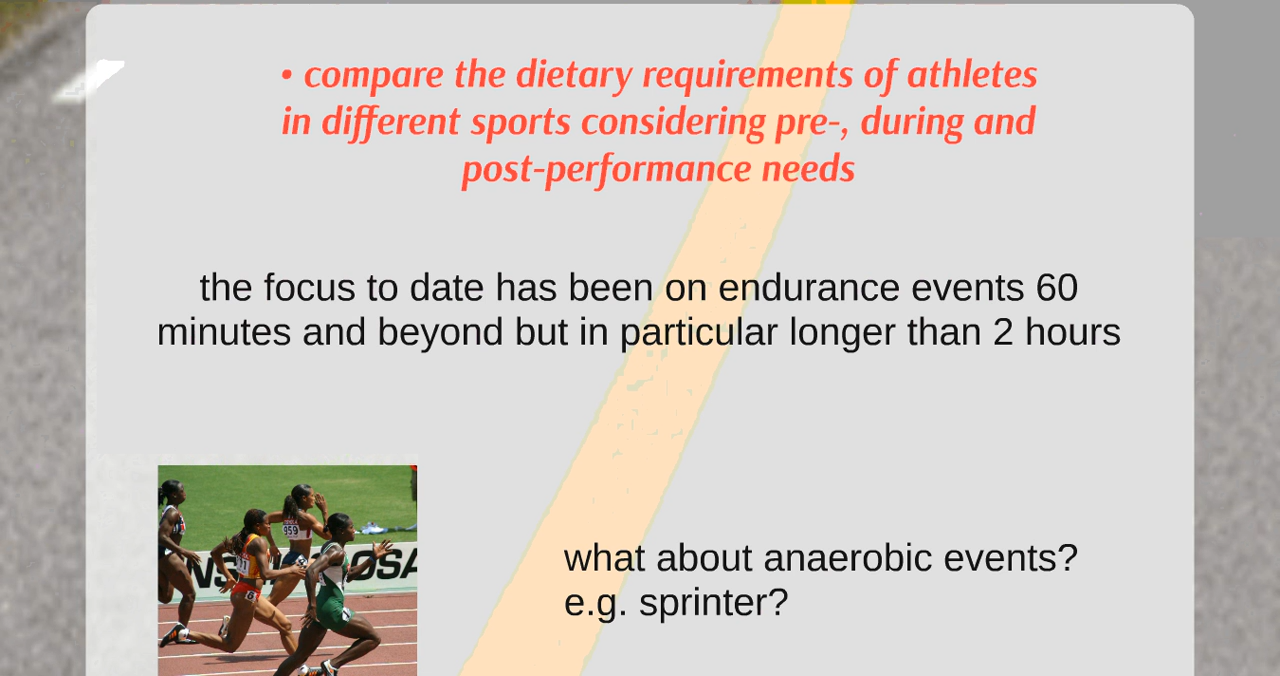 • compare the dietary requirements of athletes
in different sports considering pre-, during and
post-performance needs
the focus to date has been on endurance events 60
minutes and beyond but in particular longer than 2 hours
959
OSA
what about anaerobic events?
e.g. sprinter?